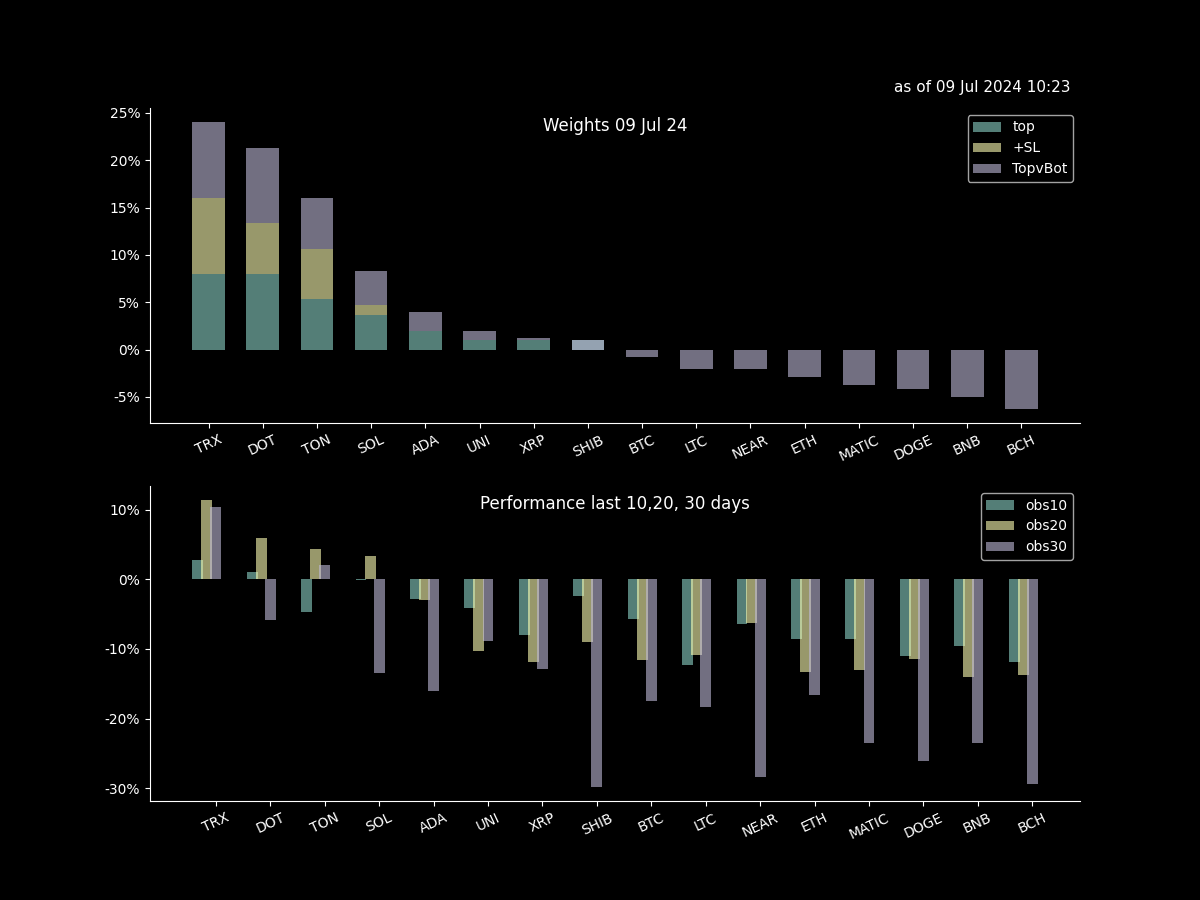 as of 09 Jul 2024 10:23
Weights 09 Jul 24
top
+SL
TopvBot
25%
20%
15%
10%
5%
0%
-5%
TRX DOT TON SOL ADA UNI XRP SHIB BTC LTC NEAR ETH MATIC DOGE BNB BCH
Performance last 10,20, 30 days
obs10
obs20
obs30
10%
0%
-10%
-20%
-30%
TRX DOT TON SOL ADA UNI XRP SHIB BTC LTC NEAR ETH MATIC DOGE BNB BCH